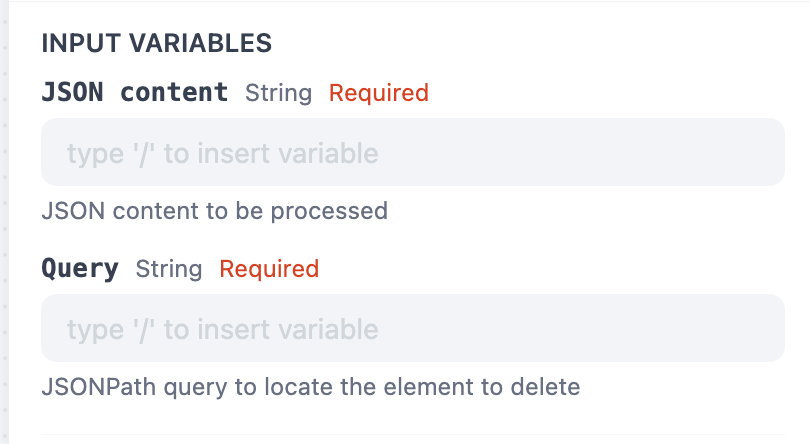 INPUT VARIABLES
JSON content String Required
type '/' to insert variable
JSON content to be processed
Query String Required
type '/' to insert variable
JSONPath query to locate the element to delete